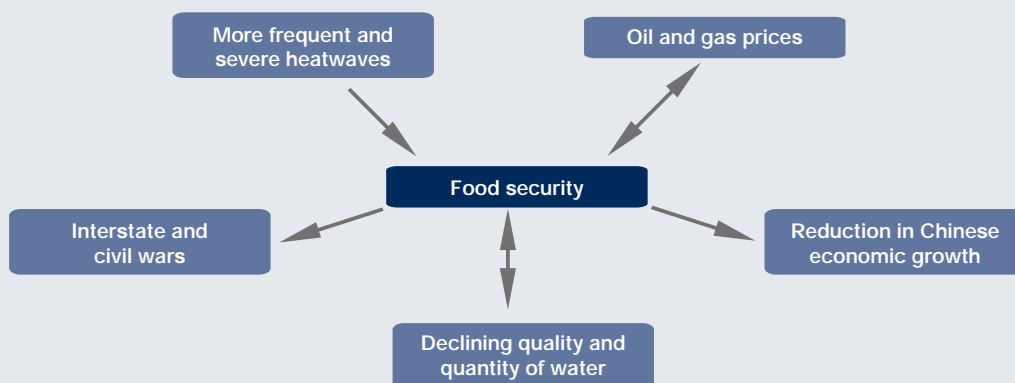 More frequent and
severe heatwaves
Oil and gas prices
Food security
Interstate and
civil wars
Reduction in Chinese
economic growth
Declining quality and
quantity of water